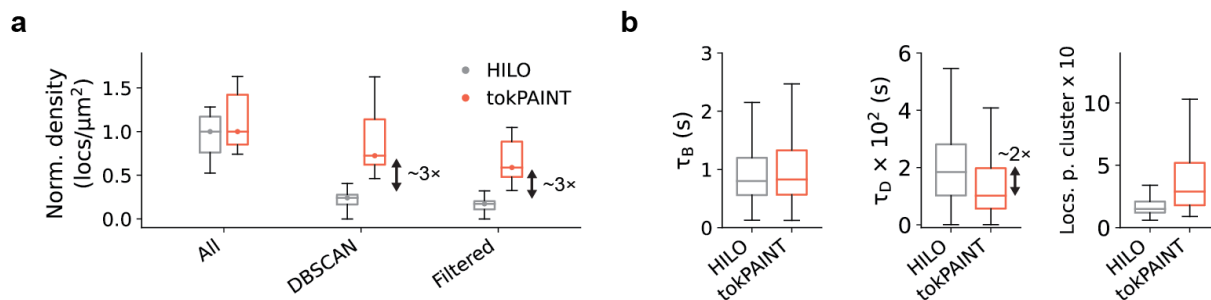 a
Norm. density
(locs/μm²)
1.5
1.0
0.5
0.0
HILO
tokPAINT
~3×
~3×
All
DBSCAN
Filtered
b
τB (s)
3
2
1
0
HILO
tokPAINT
τD × 10² (s)
6
4
2
0
~2×
HILO
tokPAINT
Locs. p. cluster x 10
10
5
0
HILO
tokPAINT